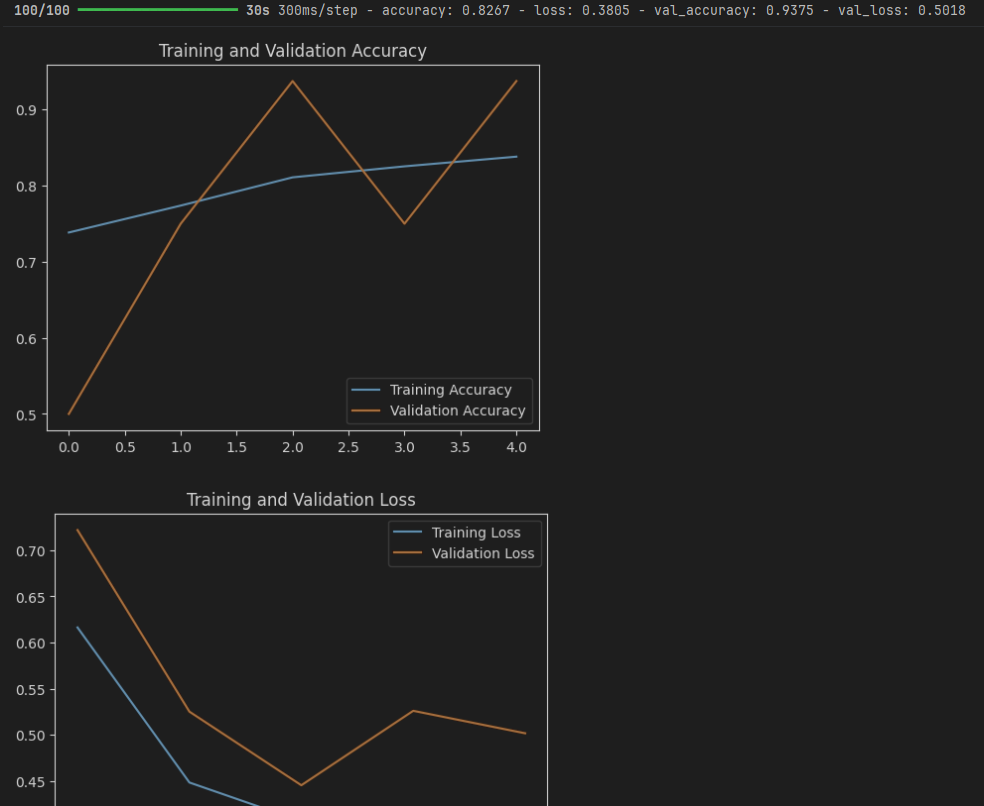 100/100 30s 300ms/step - accuracy: 0.8267 - loss: 0.3805 - val_accuracy: 0.9375 - val_loss: 0.5018
Training and Validation Accuracy
0.9
0.8
0.7
0.6
0.5
Training Accuracy
Validation Accuracy
0.0 0.5 1.0 1.5 2.0 2.5 3.0 3.5 4.0
Training and Validation Loss
Training Loss
Validation Loss
0.70
0.65
0.60
0.55
0.50
0.45